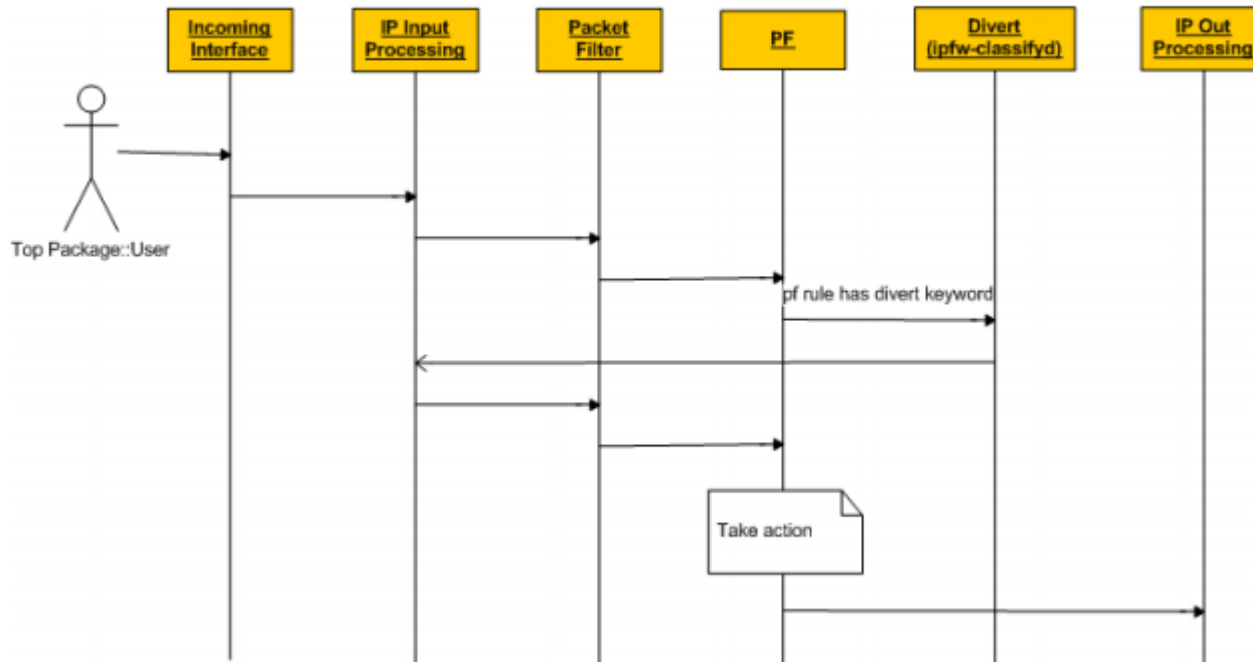 Incoming
Interface
IP Input
Processing
Packet
Filter
PF
Divert
(ipfw-classifyd)
IP Out
Processing
Top Package::User
pf rule has divert keyword
Take action